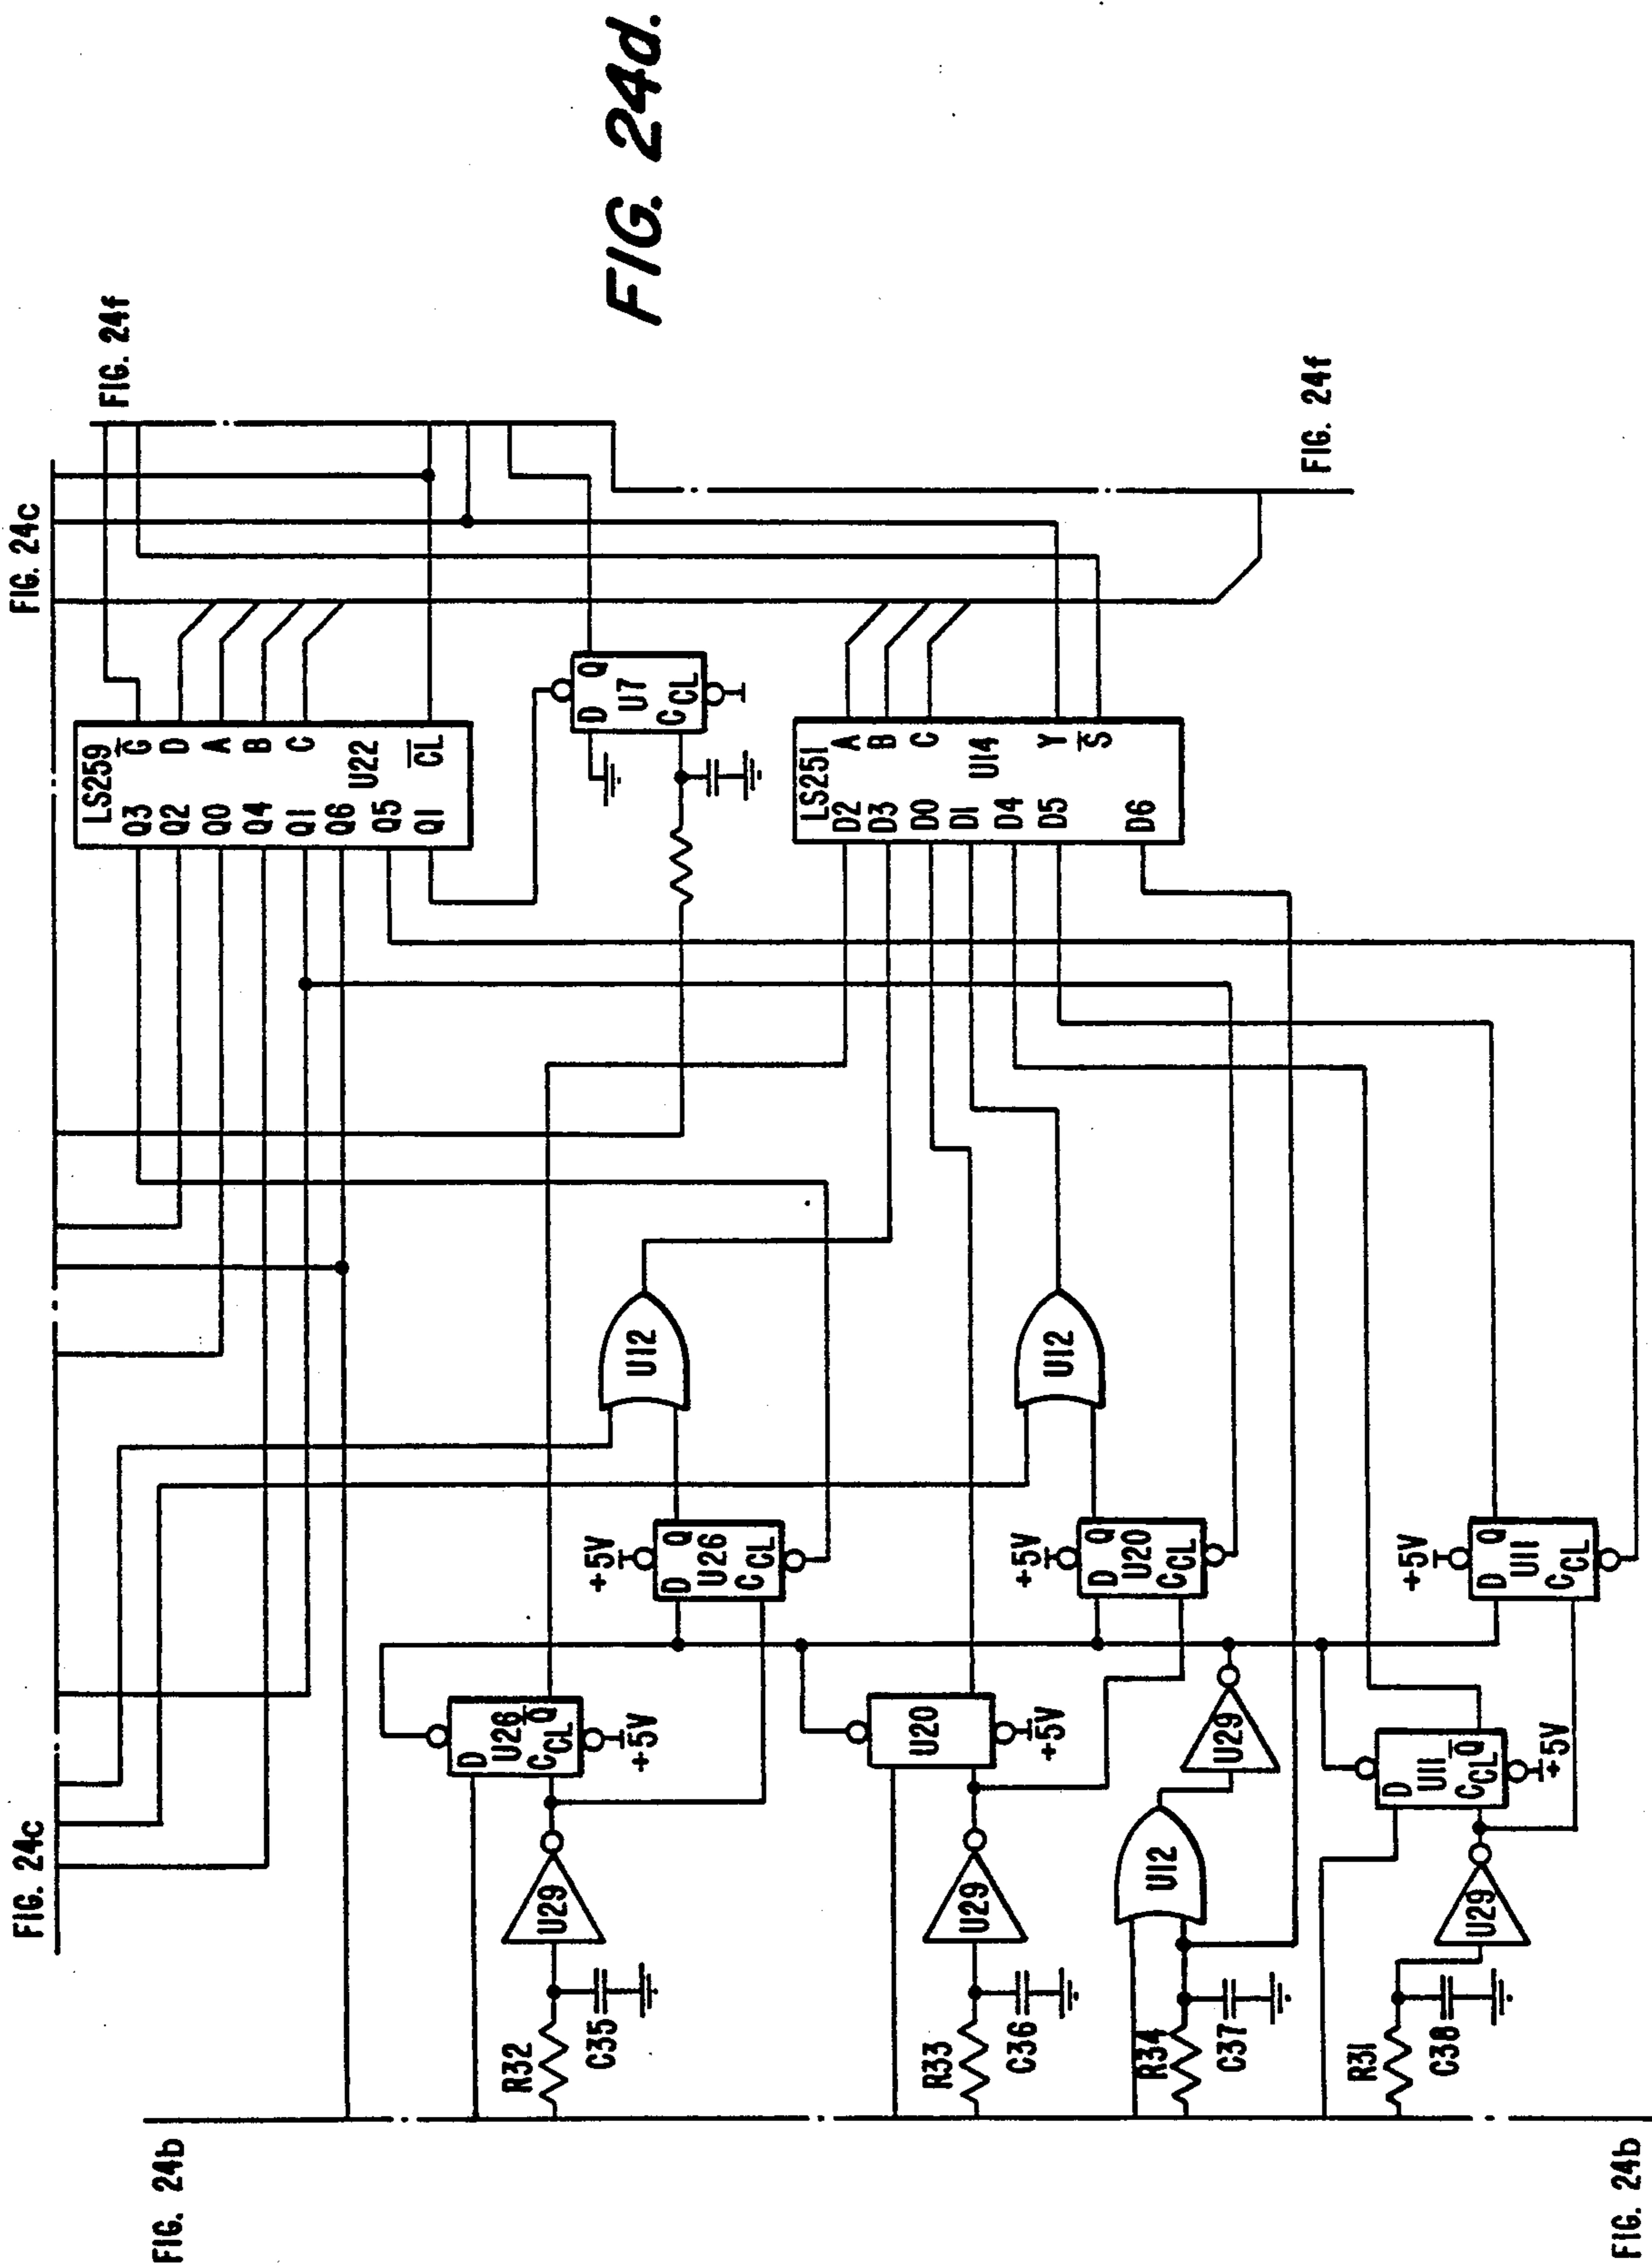 FIG. 24d.
FIG. 24c
FIG. 24c
FIG. 24f
FIG. 24f
FIG. 24b
FIG. 24b
LS259
Q3 G̅
Q2 D
Q0 A
Q4 B
Q1 C
Q6
U22
Q5
Q1 C̅L̅
D Q
U7
C CL
LS251
D2 A
D3 B
D0 C
D1
U14
D4
D5 Y
S̅
D6
U12
U12
+5V
D Q
U26
C CL
+5V
D Q
U20
C CL
+5V
D Q
U11
C CL
D
U26 Q̅
C CL
+5V
U20
+5V
U29
D
U11 Q̅
C CL
+5V
U29
U29
U12
U29
R32
C35
R33
C36
R34
C37
R31
C38